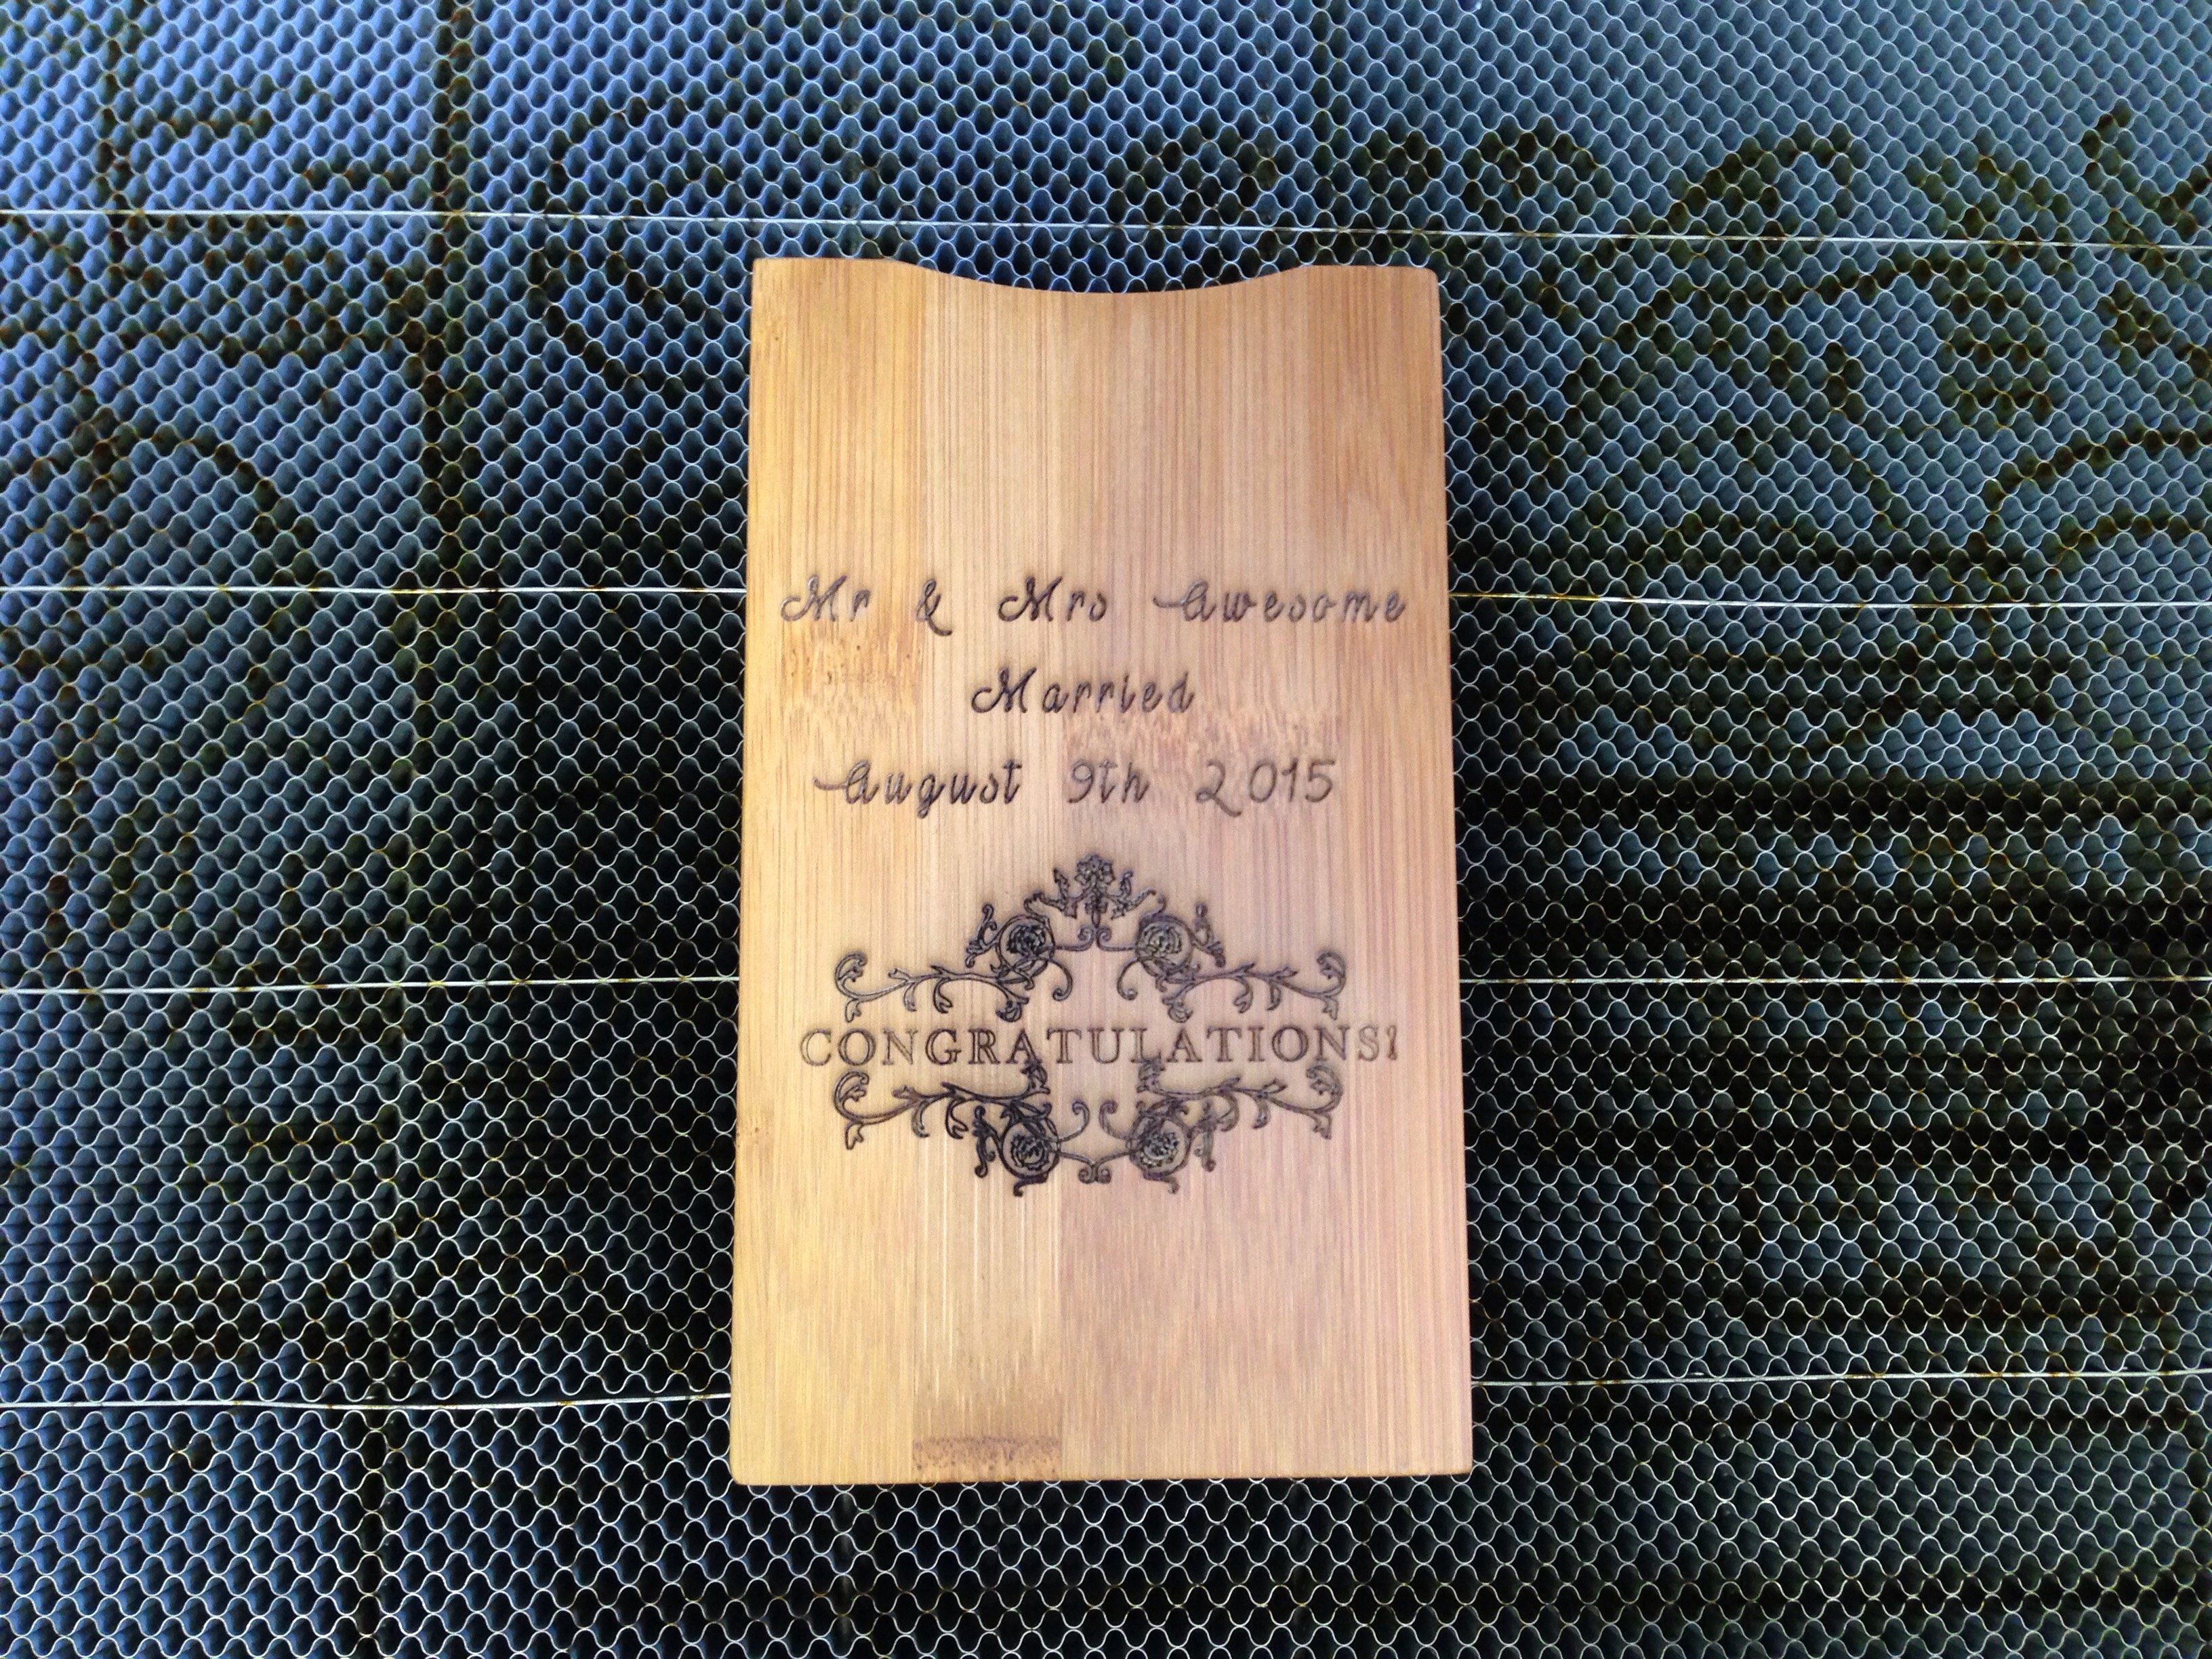 Mr & Mrs Awesome
Married
August 9th 2015
CONGRATULATIONS!